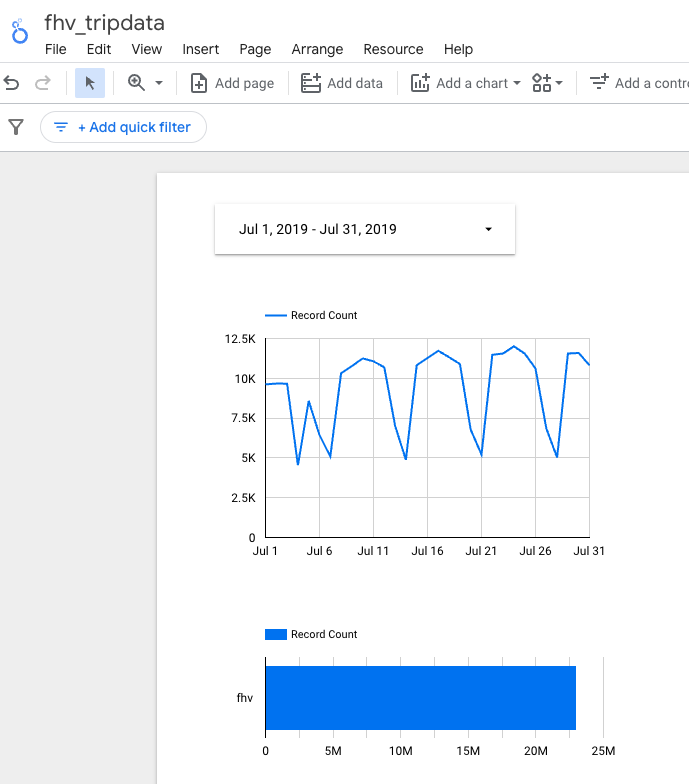 fhv_tripdata
File Edit View Insert Page Arrange Resource Help
Add page Add data Add a chart Add a contr
+ Add quick filter
Jul 1, 2019 - Jul 31, 2019
Record Count
12.5K
10K
7.5K
5K
2.5K
0
Jul 1 Jul 6 Jul 11 Jul 16 Jul 21 Jul 26 Jul 31
Record Count
fhv
0 5M 10M 15M 20M 25M